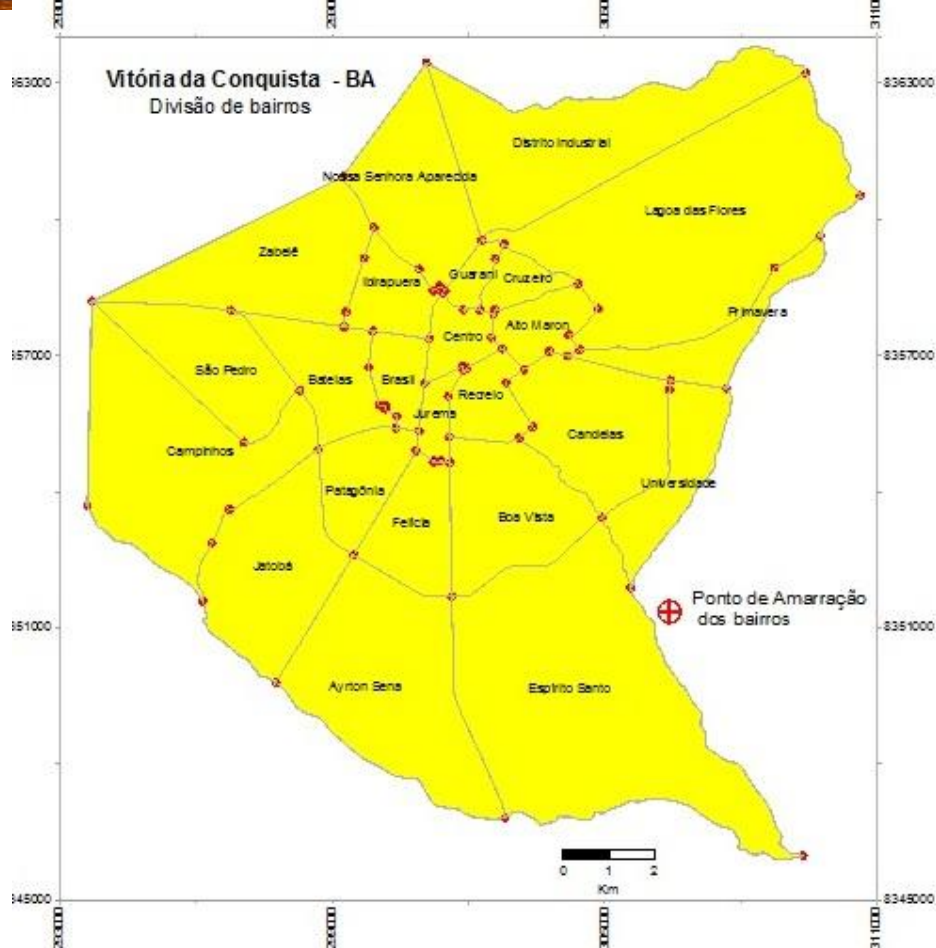 Vitória da Conquista - BA
Divisão de bairros
Distrito Industrial
Nossa Senhora Aparecida
Lagoa das Flores
Zabelê
Ibirapuera
Guarani
Cruzeiro
Primavera
Alto Maron
Centro
São Pedro
Bateias
Brasil
Recreio
Jurema
Candeias
Campinhos
Universidade
Patagônia
Felícia
Boa Vista
Jatobá
Ponto de Amarração
dos bairros
Ayrton Sena
Espírito Santo
0 1 2
Km
8363000
8357000
8351000
8345000